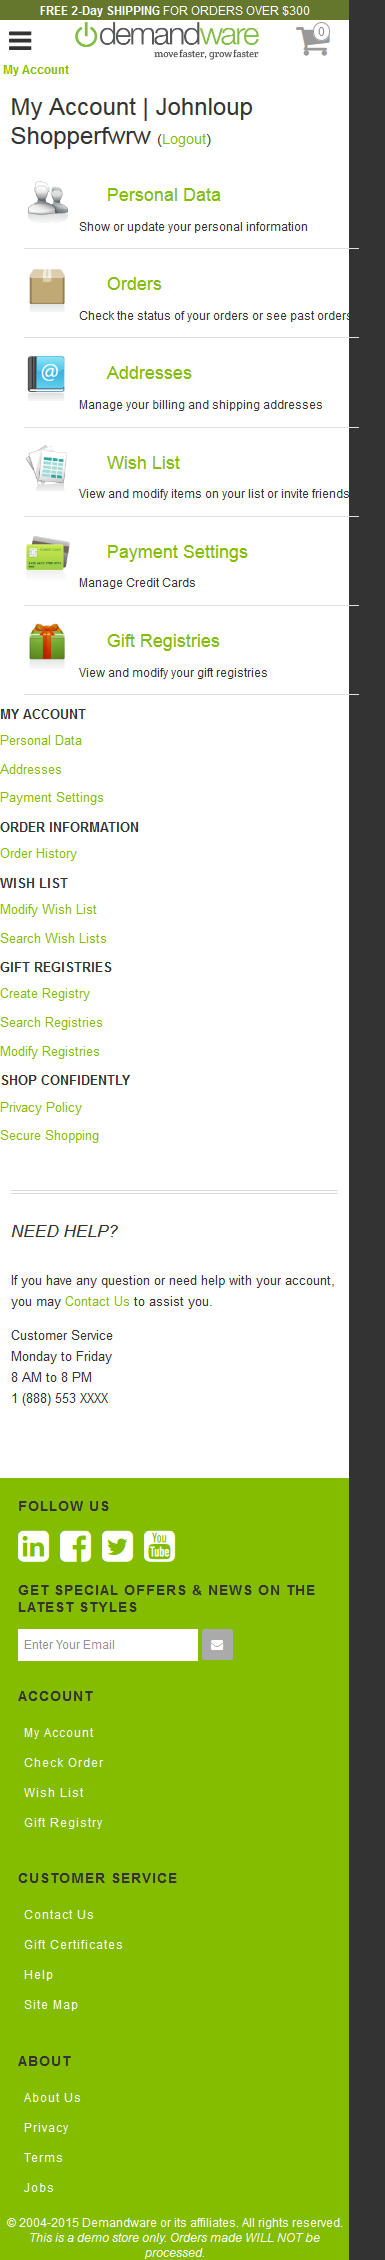 FREE 2-Day SHIPPING FOR ORDERS OVER $300
0
demandware
move faster, grow faster
My Account
My Account | Johnloup
Shopperfwrw (Logout)
Personal Data
Show or update your personal information
Orders
Check the status of your orders or see past orders
@
Addresses
Manage your billing and shipping addresses
Wish List
View and modify items on your list or invite friends
Payment Settings
Manage Credit Cards
Gift Registries
View and modify your gift registries
MY ACCOUNT
Personal Data
Addresses
Payment Settings
ORDER INFORMATION
Order History
WISH LIST
Modify Wish List
Search Wish Lists
GIFT REGISTRIES
Create Registry
Search Registries
Modify Registries
SHOP CONFIDENTLY
Privacy Policy
Secure Shopping
NEED HELP?
If you have any question or need help with your account,
you may Contact Us to assist you.
Customer Service
Monday to Friday
8 AM to 8 PM
1 (888) 553 XXXX
FOLLOW US
in f You Tube
GET SPECIAL OFFERS & NEWS ON THE
LATEST STYLES
Enter Your Email
ACCOUNT
My Account
Check Order
Wish List
Gift Registry
CUSTOMER SERVICE
Contact Us
Gift Certificates
Help
Site Map
ABOUT
About Us
Privacy
Terms
Jobs
© 2004-2015 Demandware or its affiliates. All rights reserved.
This is a demo store only. Orders made WILL NOT be
processed.